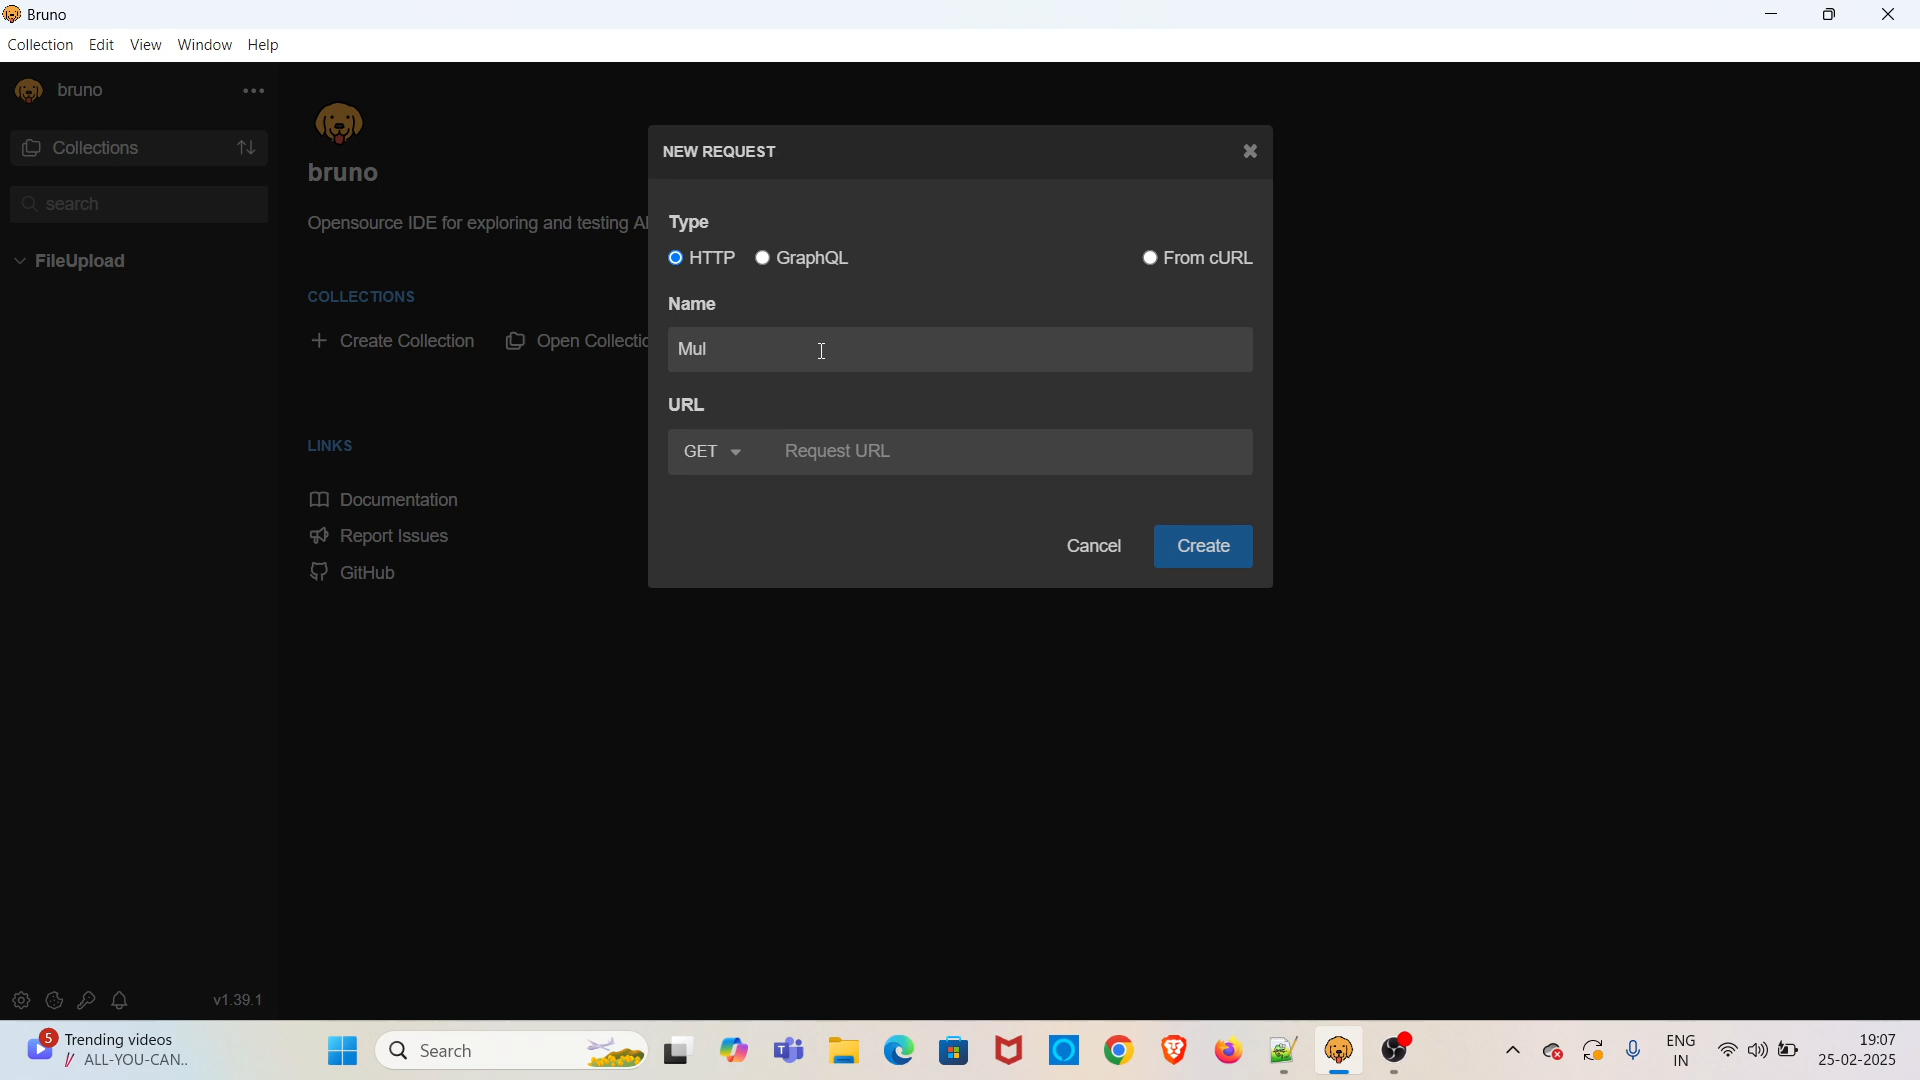 Bruno
Collection Edit View Window Help
bruno
Collections
search
FileUpload
v1.39.1
bruno
Opensource IDE for exploring and testing
COLLECTIONS
Create Collection
Open
LINKS
Documentation
Report Issues
GitHub
NEW REQUEST
Type
HTTP GraphQL From cURL
Name
Mul
URL
GET Request URL
Cancel Create
5
Trending videos
ALL-YOU-CAN..
Search
ENG
IN
19:07
25-02-2025